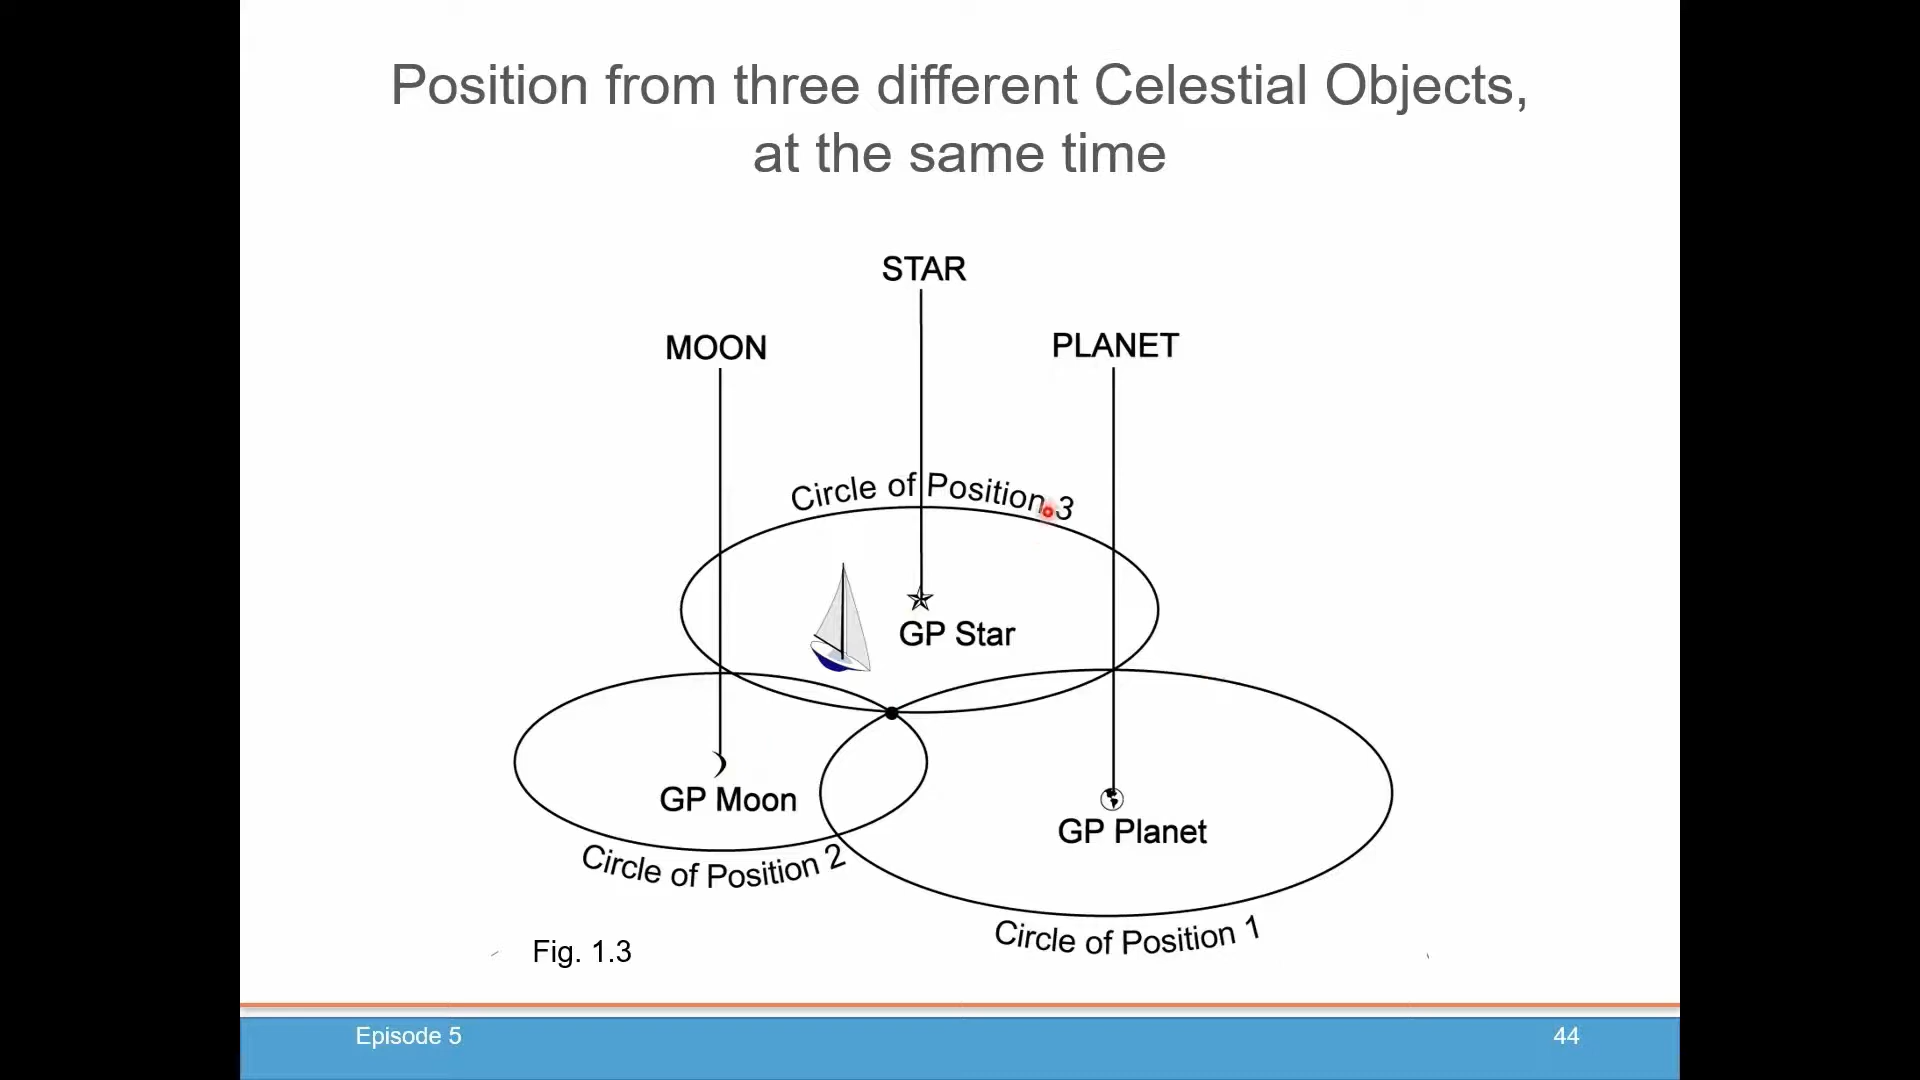 Position from three different Celestial Objects,
at the same time
STAR
MOON
PLANET
Circle of Position 3
GP Star
GP Moon
GP Planet
Circle of Position 2
Circle of Position 1
Fig. 1.3
Episode 5
44